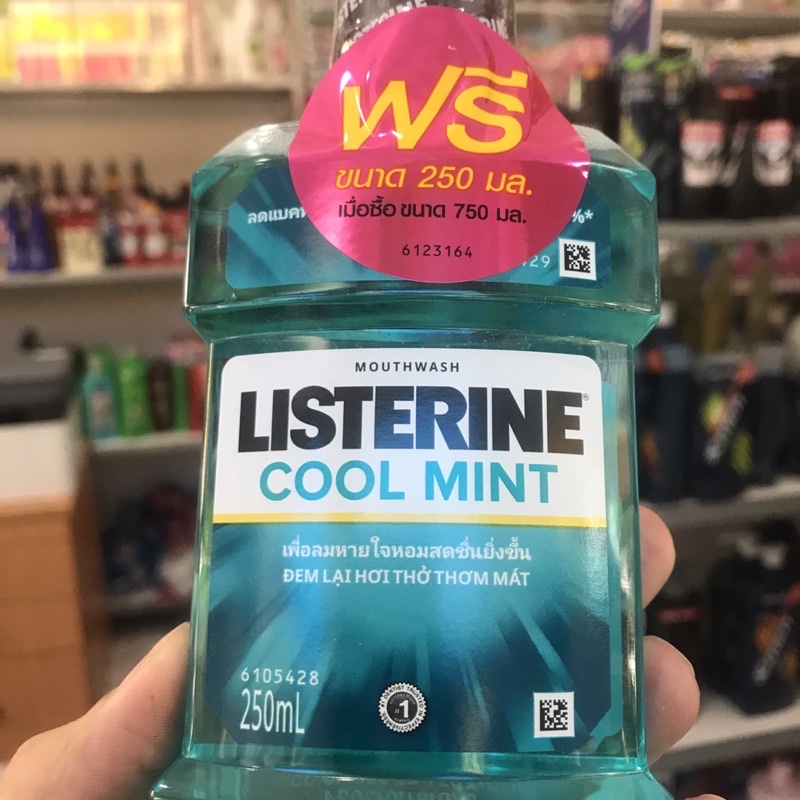 ฟรี
ขนาด 250 มล.
เมื่อซื้อ ขนาด 750 มล.
6123164
%*
MOUTHWASH
LISTERINE®
COOL MINT
เพื่อลมหายใจหอมสดชื่นยิ่งขึ้น
ĐEM LẠI HƠI THỞ THƠM MÁT
6105428
250mL
#1